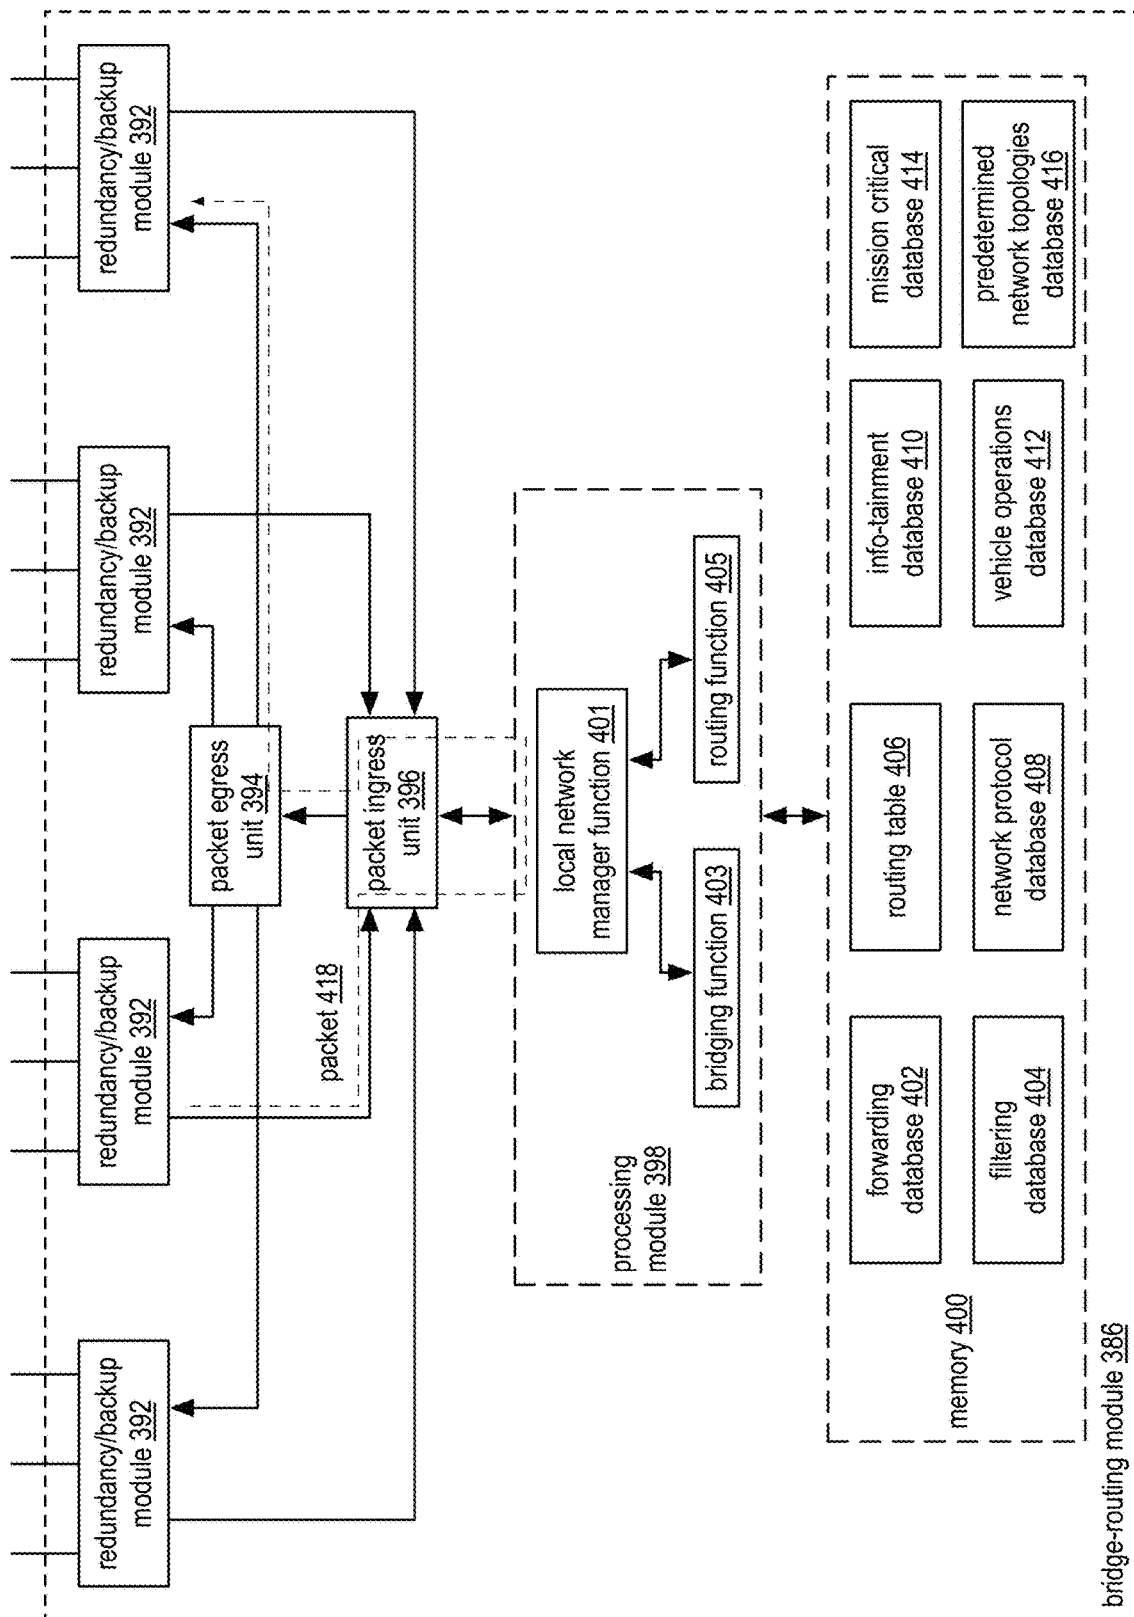 redundancy/backup
module 392
redundancy/backup
module 392
redundancy/backup
module 392
redundancy/backup
module 392
packet egress
unit 394
packet 418
packet ingress
unit 396
processing
module 398
local network
manager function 401
bridging function 403
routing function 405
memory 400
forwarding
database 402
routing table 406
info-tainment
database 410
mission critical
database 414
filtering
database 404
network protocol
database 408
vehicle operations
database 412
predetermined
network topologies
database 416
bridge-routing module 386